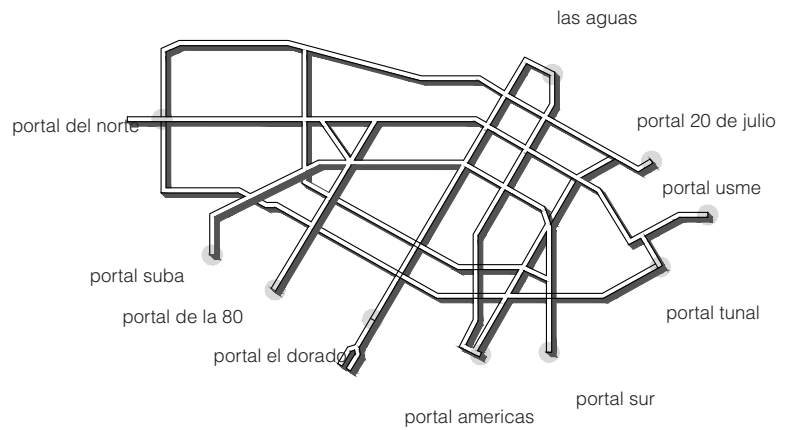 las aguas
portal 20 de julio
portal del norte
portal usme
portal suba
portal de la 80
portal tunal
portal el dorado
portal sur
portal americas